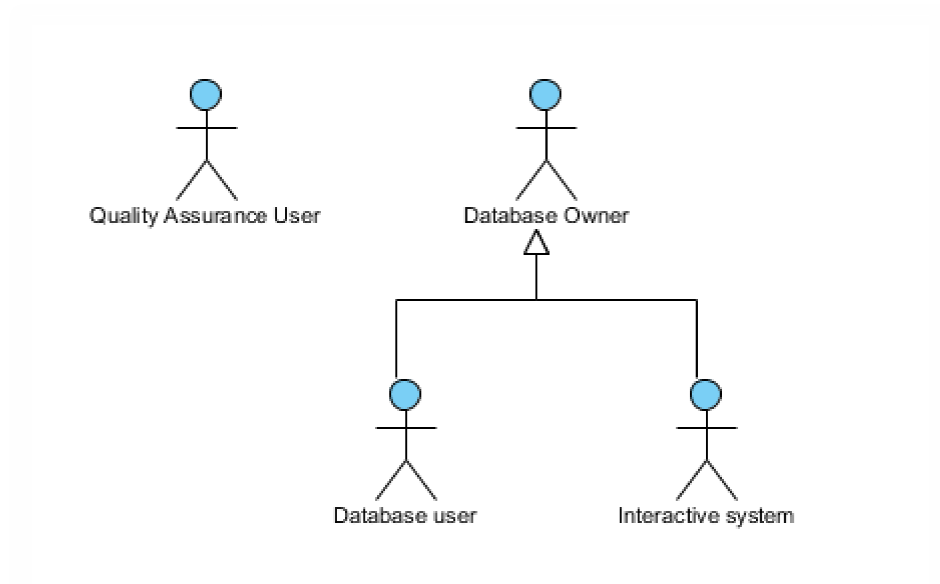 Quality Assurance User
Database Owner
Database user
Interactive system